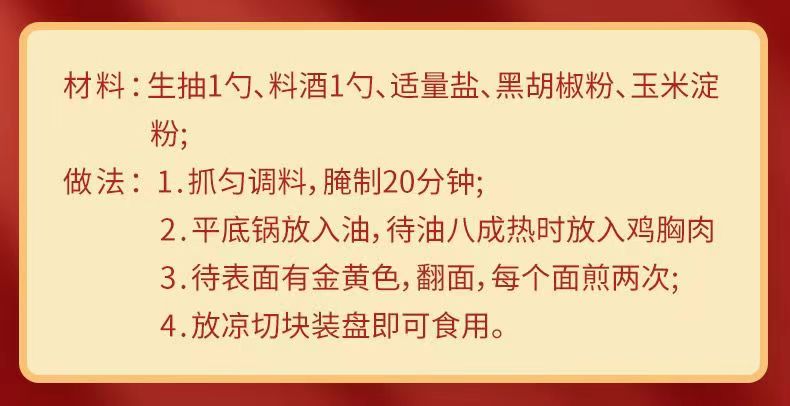 材料：生抽1勺、料酒1勺、适量盐、黑胡椒粉、玉米淀
粉;
做法：1.抓匀调料，腌制20分钟;
2.平底锅放入油，待油八成热时放入鸡胸肉
3.待表面有金黄色，翻面，每个面煎两次;
4.放凉切块装盘即可食用。